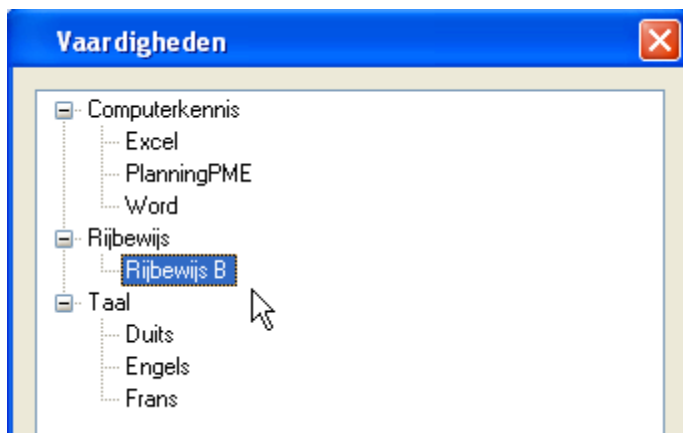 Vaardigheden
Computerkennis
Excel
PlanningPME
Word
Rijbewijs
Rijbewijs B
Taal
Duits
Engels
Frans